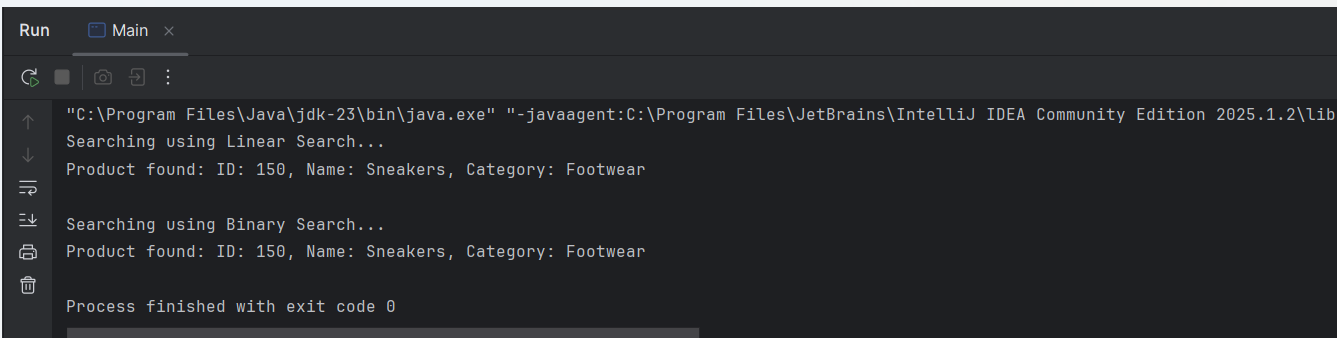 Run Main
"C:\Program Files\Java\jdk-23\bin\java.exe" "-javaagent:C:\Program Files\JetBrains\IntelliJ IDEA Community Edition 2025.1.2\lib
Searching using Linear Search...
Product found: ID: 150, Name: Sneakers, Category: Footwear
Searching using Binary Search...
Product found: ID: 150, Name: Sneakers, Category: Footwear
Process finished with exit code 0